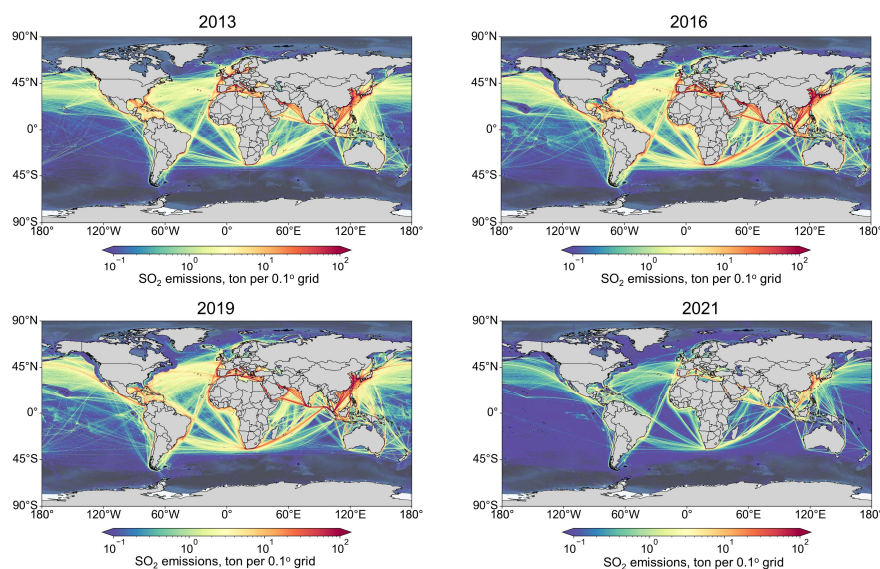 2013
90°N
45°N
0°
45°S
90°S
180° 120°W 60°W 0° 60°E 120°E 180°
10⁻¹ 10⁰ 10¹ 10²
SO₂ emissions, ton per 0.1° grid
2016
90°N
45°N
0°
45°S
90°S
180° 120°W 60°W 0° 60°E 120°E 180°
10⁻¹ 10⁰ 10¹ 10²
SO₂ emissions, ton per 0.1° grid
2019
90°N
45°N
0°
45°S
90°S
180° 120°W 60°W 0° 60°E 120°E 180°
10⁻¹ 10⁰ 10¹ 10²
SO₂ emissions, ton per 0.1° grid
2021
90°N
45°N
0°
45°S
90°S
180° 120°W 60°W 0° 60°E 120°E 180°
10⁻¹ 10⁰ 10¹ 10²
SO₂ emissions, ton per 0.1° grid